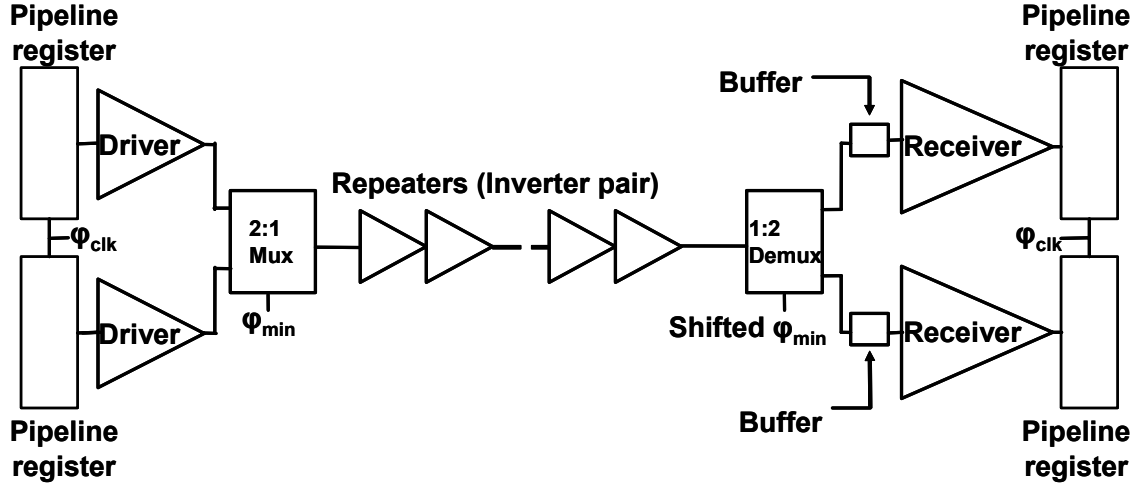 Pipeline
register
Pipeline
register
Buffer
Driver
Receiver
Repeaters (Inverter pair)
φclk
2:1
Mux
1:2
Demux
φclk
φmin
Shifted φmin
Driver
Receiver
Buffer
Pipeline
register
Pipeline
register